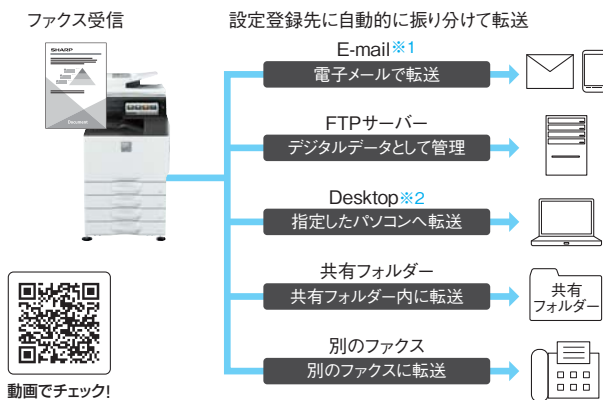 ファクス受信
設定登録先に自動的に振り分けて転送
SHARP
Document
E-mail※1
電子メールで転送
FTPサーバー
デジタルデータとして管理
Desktop※2
指定したパソコンへ転送
共有フォルダー
共有フォルダー内に転送
共有
フォルダー
別のファクス
別のファクスに転送
動画でチェック!